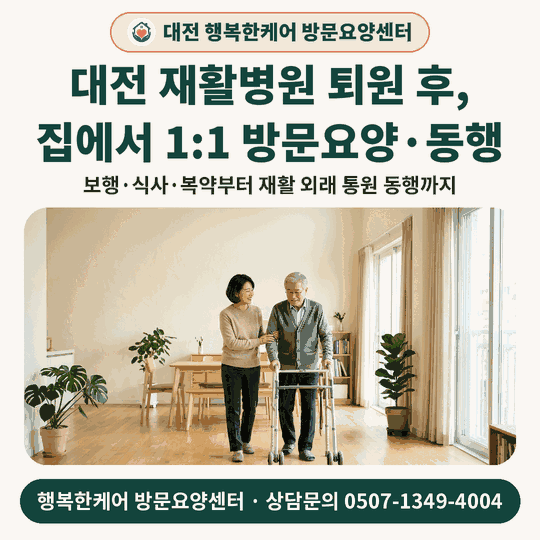 대전 행복한케어 방문요양센터
대전 재활병원 퇴원 후,
집에서 1:1 방문요양·동행
보행·식사·복약부터 재활 외래 통원 동행까지
행복한케어 방문요양센터 · 상담문의 0507-1349-4004